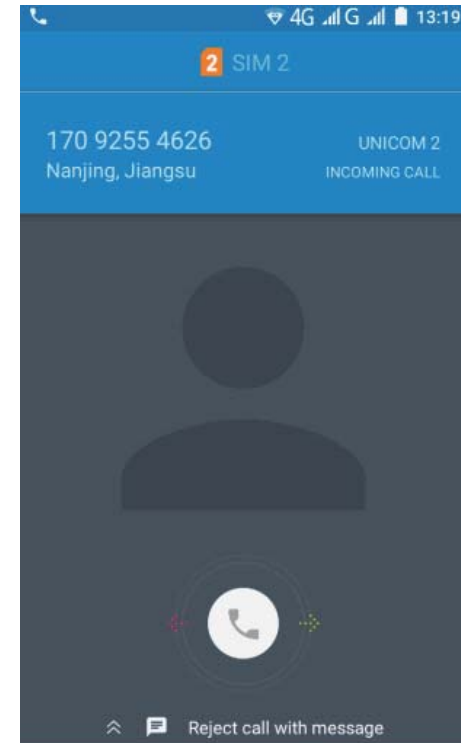 4G G 13:19
2 SIM 2
170 9255 4626
UNICOM 2
Nanjing, Jiangsu
INCOMING CALL
Reject call with message